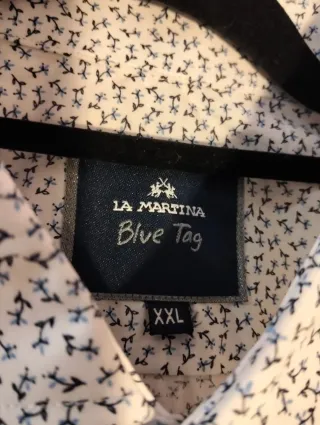 LA MARTINA
Blue Tag
XXL